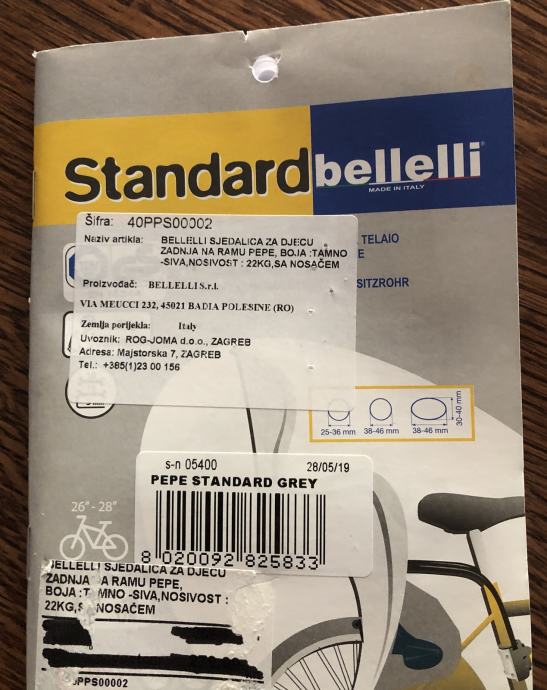 Standard bellelli
MADE IN ITALY
Šifra: 40PPS00002
Naziv artikla: BELLELLI SJEDALICA ZA DJECU
ZADNJA NA RAMU PEPE, BOJA :TAMNO
-SIVA,NOSIVOST : 22KG,SA NOSAČEM
TELAIO
SITZROHR
Proizvođač: BELLELLI S.r.l.
VIA MEUCCI 232, 45021 BADIA POLESINE (RO)
Zemlja porijekla: Italy
Uvoznik: ROG-JOMA d.o.o., ZAGREB
Adresa: Majstorska 7, ZAGREB
Tel.: +385(1)23 00 156
25-36 mm 38-46 mm 38-46 mm 30-40 mm
s-n 05400 28/05/19
PEPE STANDARD GREY
8 020092 825833
26" - 28"
BELLELLI SJEDALICA ZA DJECU
ZADNJA A RAMU PEPE,
BOJA :T MNO -SIVA,NOSIVOST :
22KG,S NOSAČEM
PPS00002